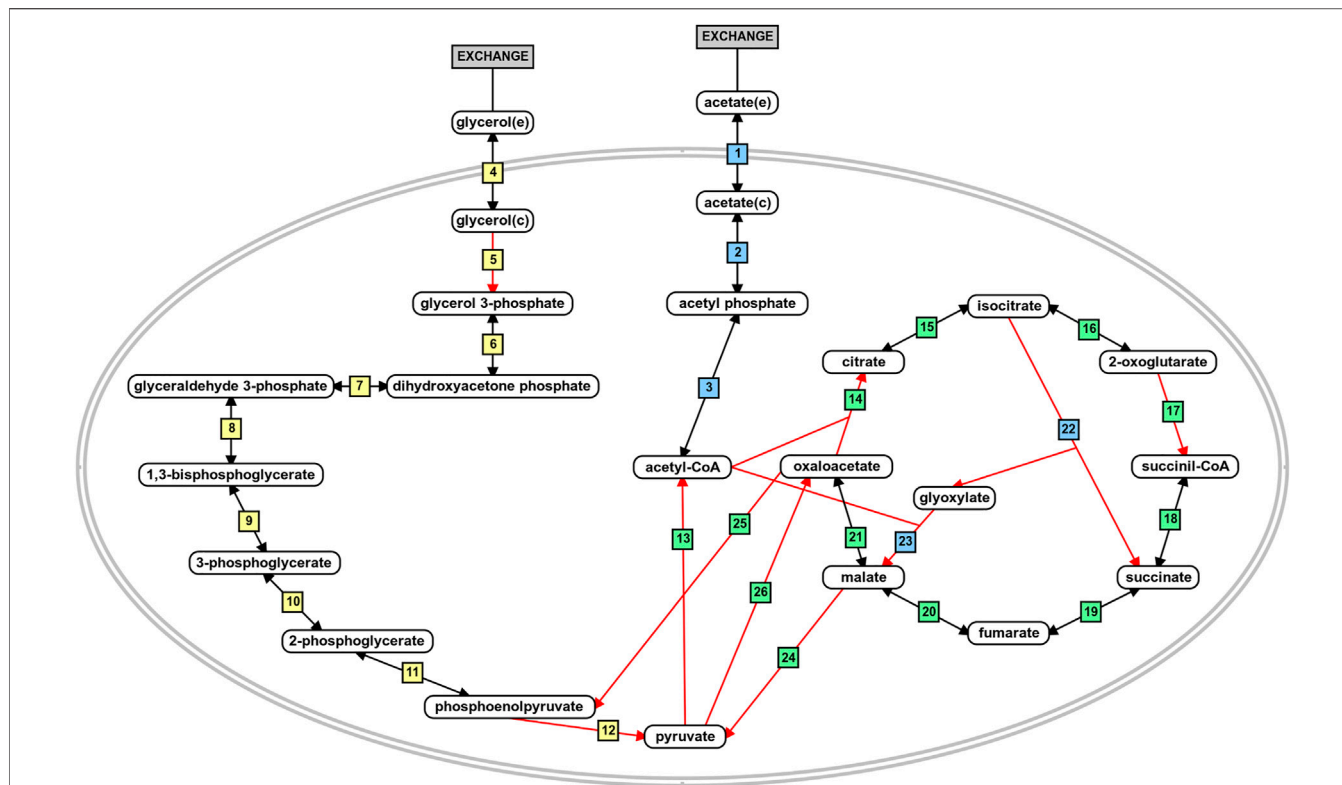 EXCHANGE
EXCHANGE
acetate(e)
glycerol(e)
1
4
acetate(c)
glycerol(c)
2
5
glycerol 3-phosphate
acetyl phosphate
isocitrate
15
16
6
citrate
2-oxoglutarate
glyceraldehyde 3-phosphate
7
dihydroxyacetone phosphate
3
14
17
8
22
1,3-bisphosphoglycerate
acetyl-CoA
oxaloacetate
succinil-CoA
glyoxylate
9
25
18
13
21
23
3-phosphoglycerate
malate
succinate
26
10
20
19
2-phosphoglycerate
fumarate
24
11
phosphoenolpyruvate
12
pyruvate